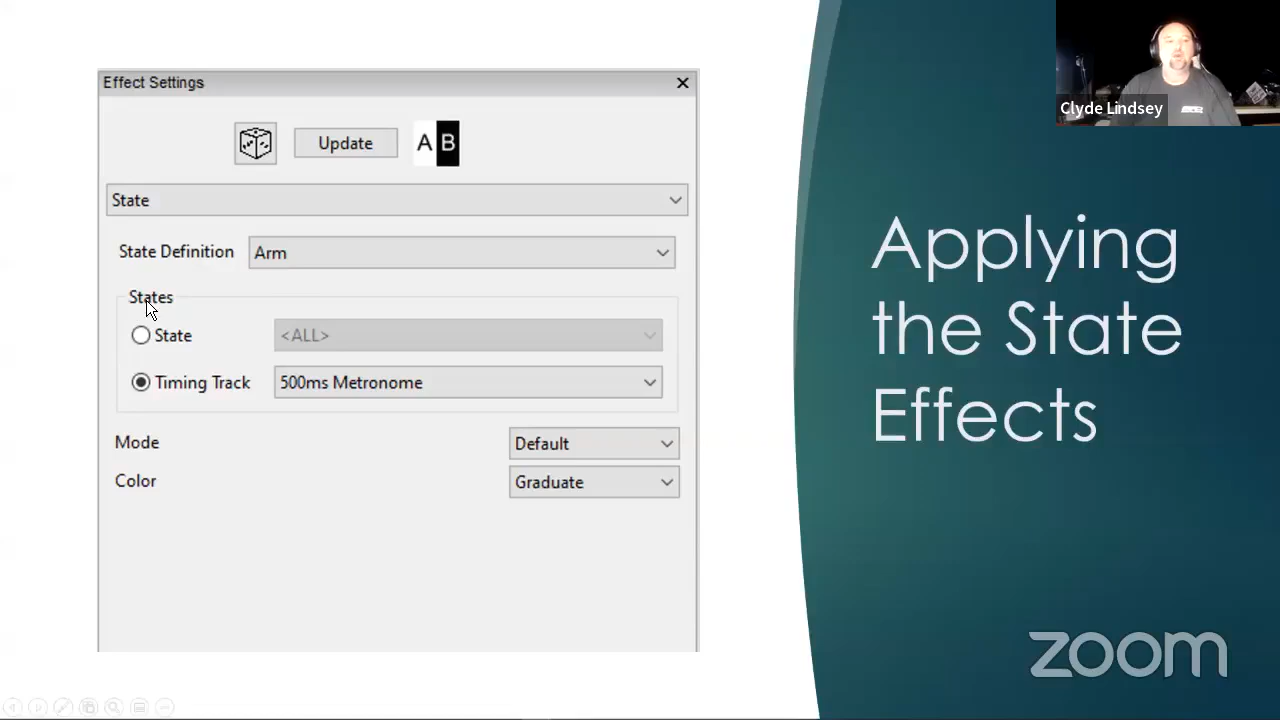 Effect Settings
Update
A B
State
State Definition
Arm
States
State
<ALL>
Timing Track
500ms Metronome
Mode
Default
Color
Graduate
Applying
the State
Effects
Clyde Lindsey
zoom